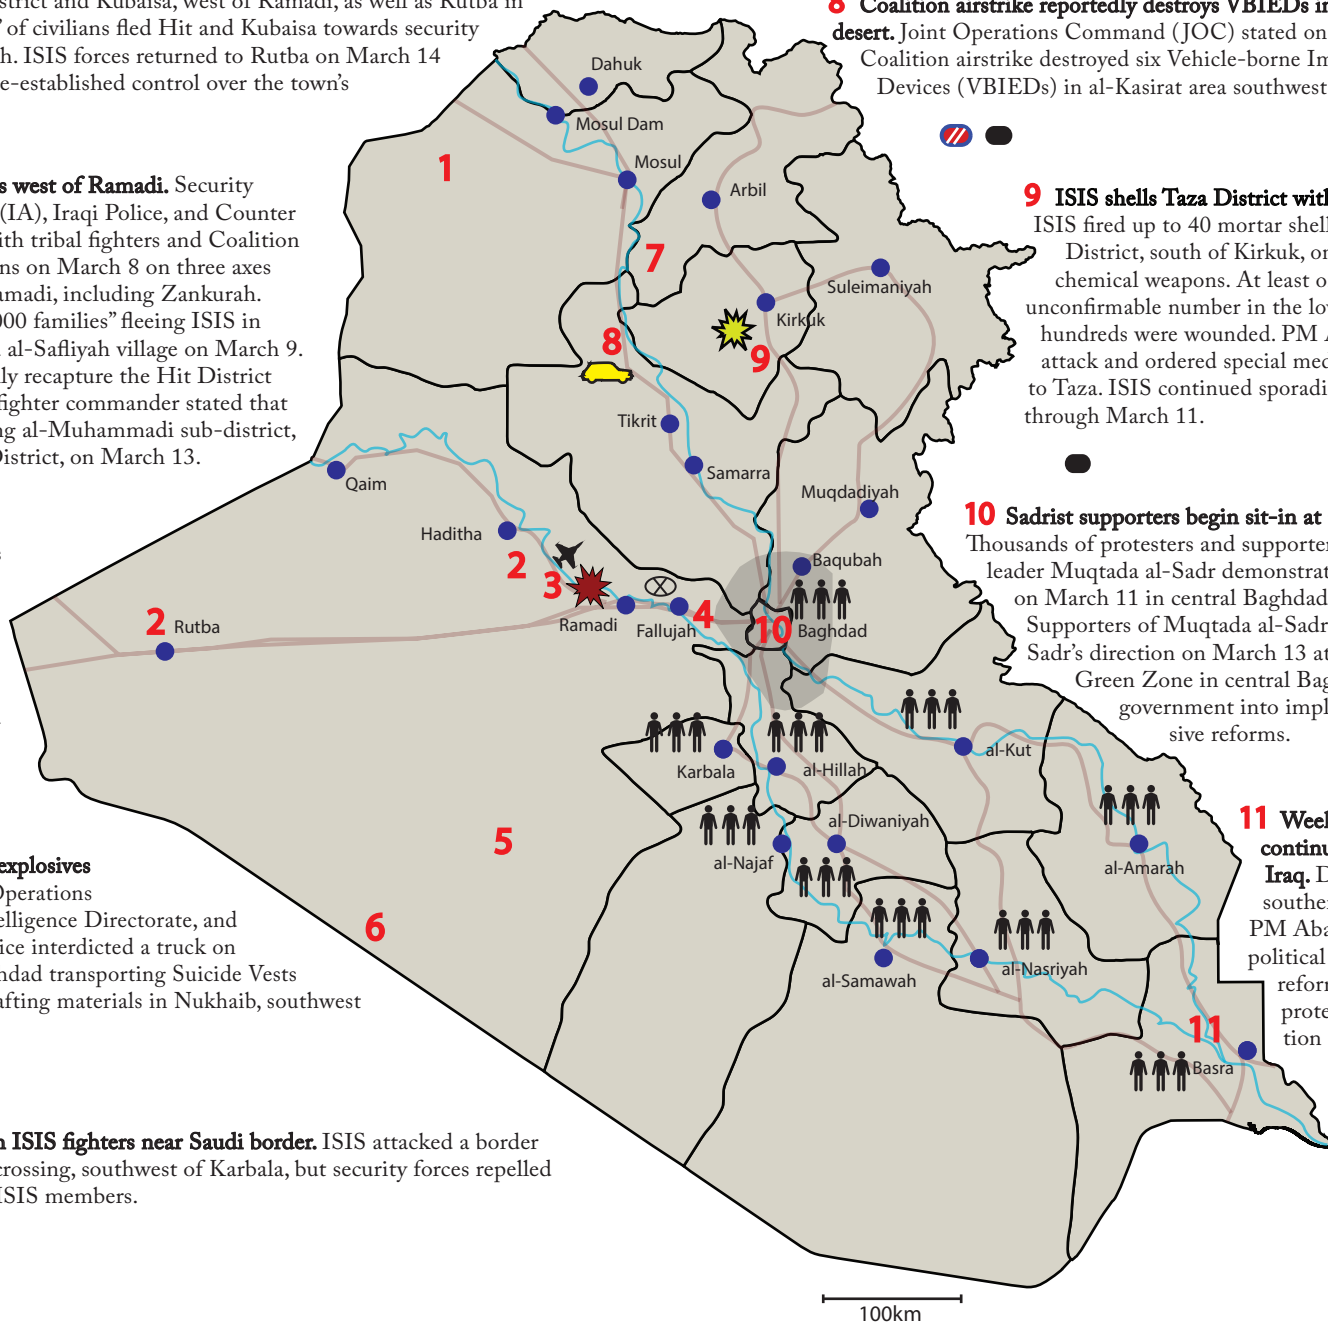 strict and Kubaisa, west of Ramadi, as well as Rutba in
” of civilians fled Hit and Kubaisa towards security
h. ISIS forces returned to Rutba on March 14
e-established control over the town’s
s west of Ramadi. Security
(IA), Iraqi Police, and Counter
ith tribal fighters and Coalition
ns on March 8 on three axes
amadi, including Zankurah.
000 families” fleeing ISIS in
al-Safliyah village on March 9.
ly recapture the Hit District
fighter commander stated that
ng al-Muhammadi sub-district,
District, on March 13.
explosives
Operations
elligence Directorate, and
ice interdicted a truck on
hdad transporting Suicide Vests
afting materials in Nukhaib, southwest
n ISIS fighters near Saudi border. ISIS attacked a border
crossing, southwest of Karbala, but security forces repelled
ISIS members.
8 Coalition airstrike reportedly destroys VBIEDs in
desert. Joint Operations Command (JOC) stated on
Coalition airstrike destroyed six Vehicle-borne Im
Devices (VBIEDs) in al-Kasirat area southwest
9 ISIS shells Taza District with
ISIS fired up to 40 mortar shell
District, south of Kirkuk, on
chemical weapons. At least o
unconfirmable number in the lo
hundreds were wounded. PM A
attack and ordered special med
to Taza. ISIS continued sporadi
through March 11.
10 Sadrist supporters begin sit-in at
Thousands of protesters and supporter
leader Muqtada al-Sadr demonstrat
on March 11 in central Baghdad
Supporters of Muqtada al-Sadr
Sadr’s direction on March 13 at
Green Zone in central Bag
government into impl
sive reforms.
11 Weel
continu
Iraq. D
souther
PM Aba
political
reform
prote
tion
Dahuk
Mosul Dam
1
Mosul
Arbil
7
Suleimaniyah
Kirkuk
8
9
Tikrit
Samarra
Qaim
Muqdadiyah
Haditha
2
3
Baqubah
Ramadi
Fallujah
4
10
Baghdad
2
Rutba
al-Kut
Karbala
al-Hillah
5
al-Diwaniyah
al-Najaf
al-Amarah
6
al-Samawah
al-Nasriyah
11
Basra
100km